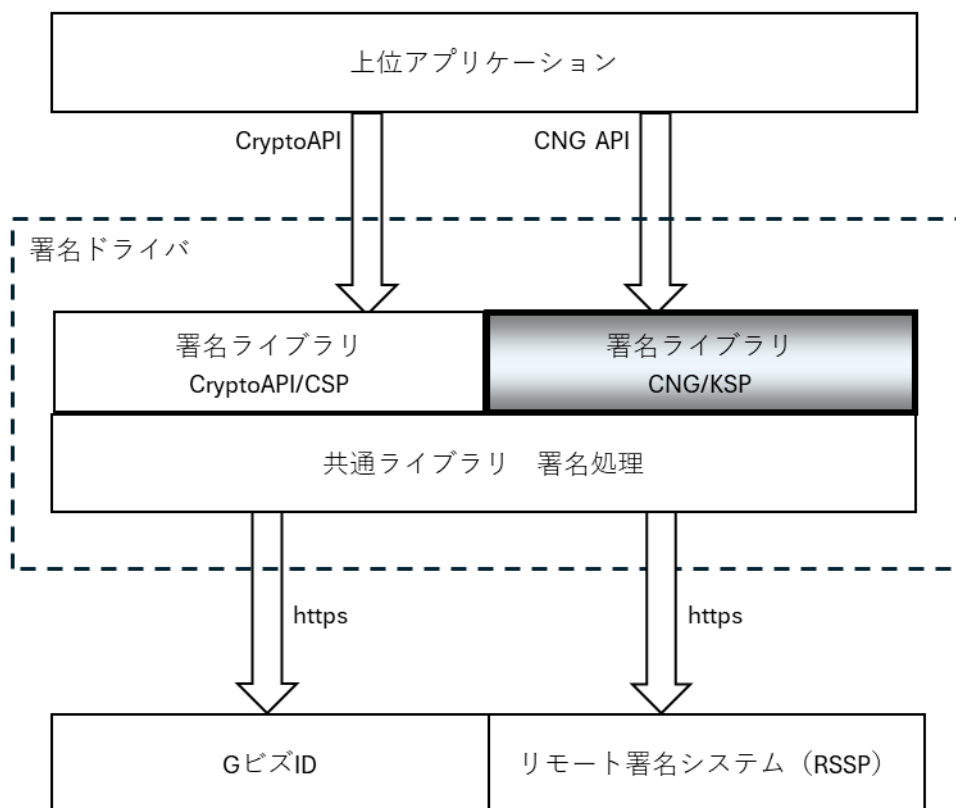 上位アプリケーション
CryptoAPI
CNG API
署名ドライバ
署名ライブラリ
CryptoAPI/CSP
署名ライブラリ
CNG/KSP
共通ライブラリ　署名処理
https
https
GビズID
リモート署名システム（RSSP）